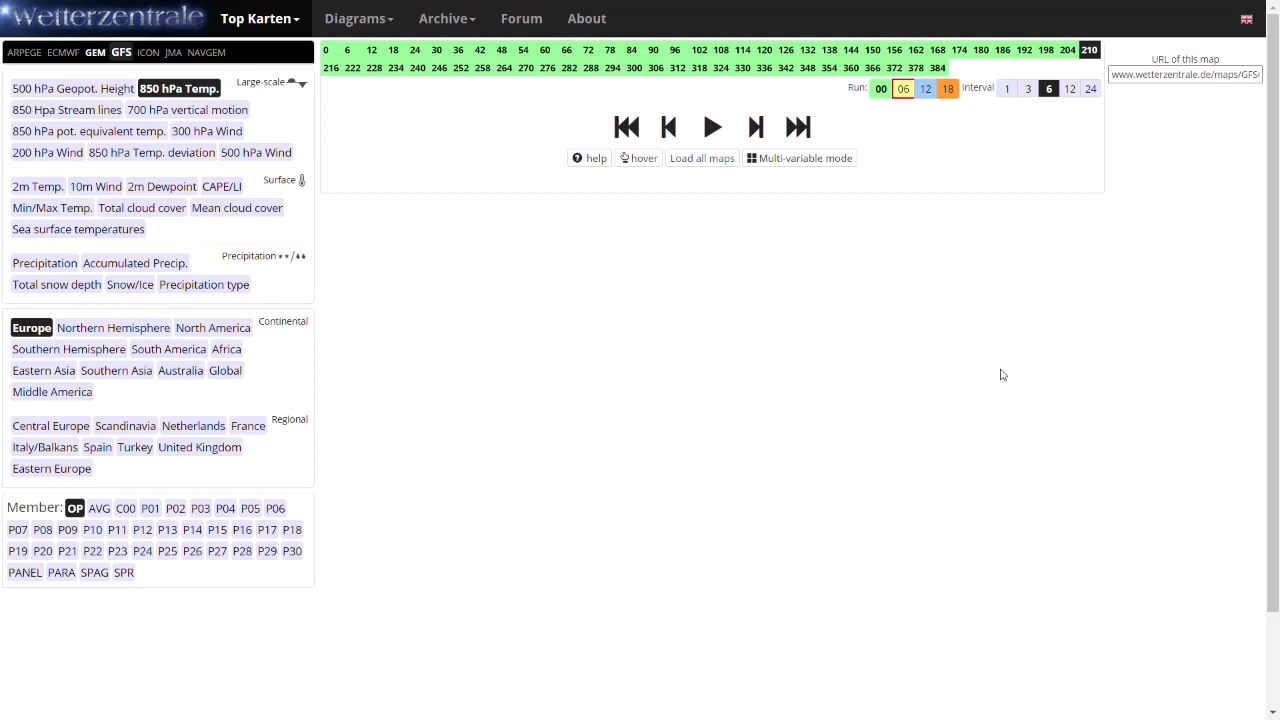 Wetterzentrale Top Karten Diagrams Archive Forum About
ARPEGE ECMWF GEM GFS ICON JMA NAVGEM
500 hPa Geopot. Height 850 hPa Temp. Large-scale
850 Hpa Stream lines 700 hPa vertical motion
850 hPa pot. equivalent temp. 300 hPa Wind
200 hPa Wind 850 hPa Temp. deviation 500 hPa Wind
Surface
2m Temp. 10m Wind 2m Dewpoint CAPE/LI
Min/Max Temp. Total cloud cover Mean cloud cover
Sea surface temperatures
Precipitation
Precipitation Accumulated Precip.
Total snow depth Snow/Ice Precipitation type
Continental
Europe Northern Hemisphere North America
Southern Hemisphere South America Africa
Eastern Asia Southern Asia Australia Global
Middle America
Regional
Central Europe Scandinavia Netherlands France
Italy/Balkans Spain Turkey United Kingdom
Eastern Europe
Member: OP AVG C00 P01 P02 P03 P04 P05 P06
P07 P08 P09 P10 P11 P12 P13 P14 P15 P16 P17 P18
P19 P20 P21 P22 P23 P24 P25 P26 P27 P28 P29 P30
PANEL PARA SPAG SPR
0 6 12 18 24 30 36 42 48 54 60 66 72 78 84 90 96 102 108 114 120 126 132 138 144 150 156 162 168 174 180 186 192 198 204 210
216 222 228 234 240 246 252 258 264 270 276 282 288 294 300 306 312 318 324 330 336 342 348 354 360 366 372 378 384
Run: 00 06 12 18 Interval 1 3 6 12 24
help hover Load all maps Multi-variable mode
URL of this map
www.wetterzentrale.de/maps/GFS